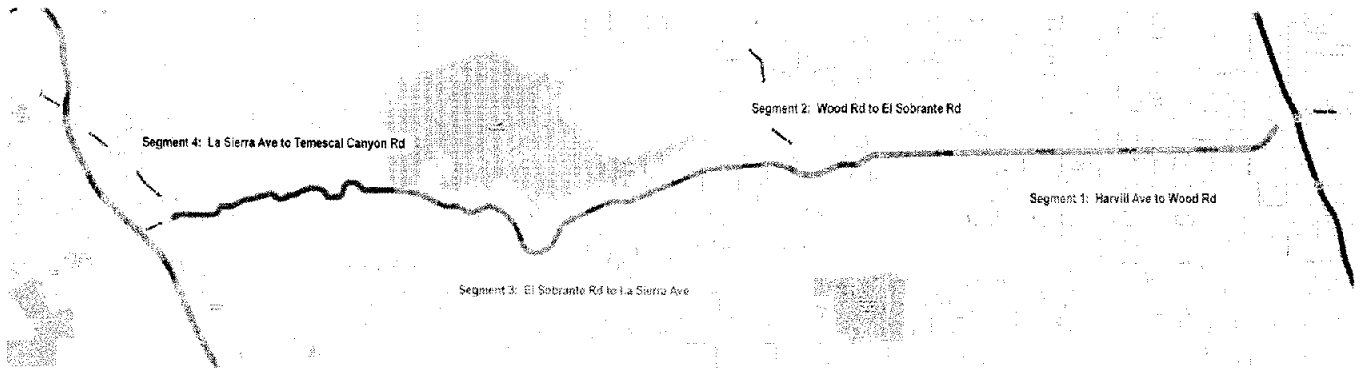 Segment 2: Wood Rd to El Sobrante Rd
Segment 4: La Sierra Ave to Temescal Canyon Rd
Segment 1: Harvill Ave to Wood Rd
Segment 3: El Sobrante Rd to La Sierra Ave